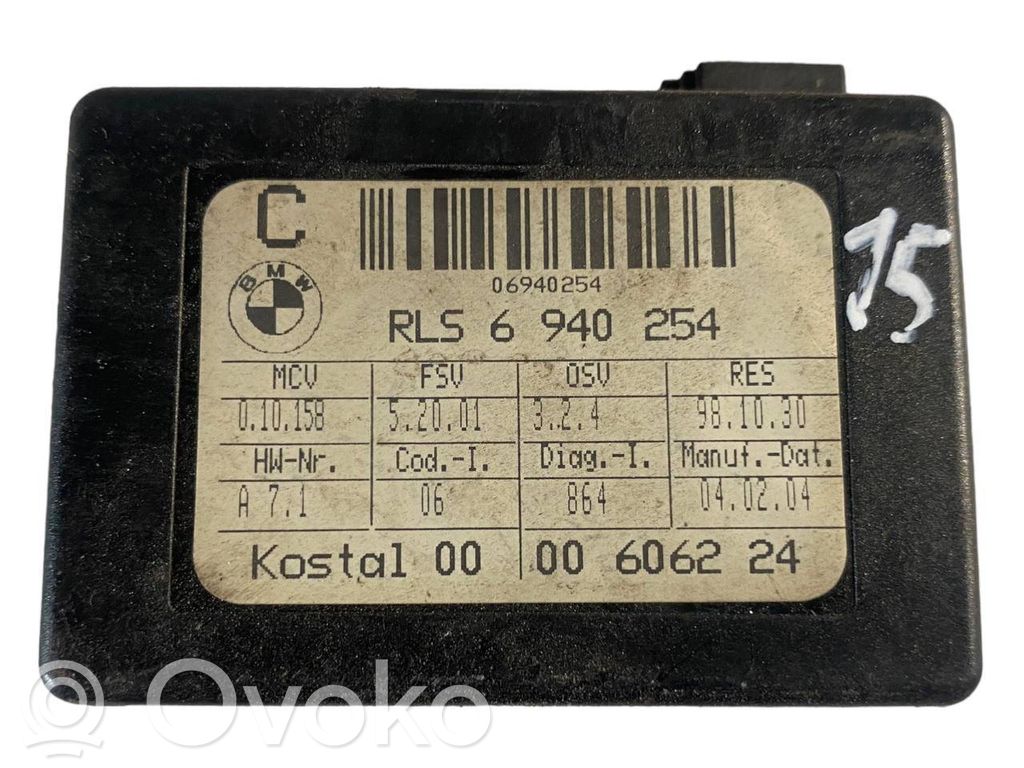 C
06940254
BMW
RLS 6 940 254
MCV FSV OSV RES
0.10.158 5.20.01 3.2.4 98.10.30
HW-Nr. Cod.-I. Diag.-I. Manuf.-Dat.
A 7.1 06 864 04.02.04
Kostal 00 00 6062 24
15
Ovoko